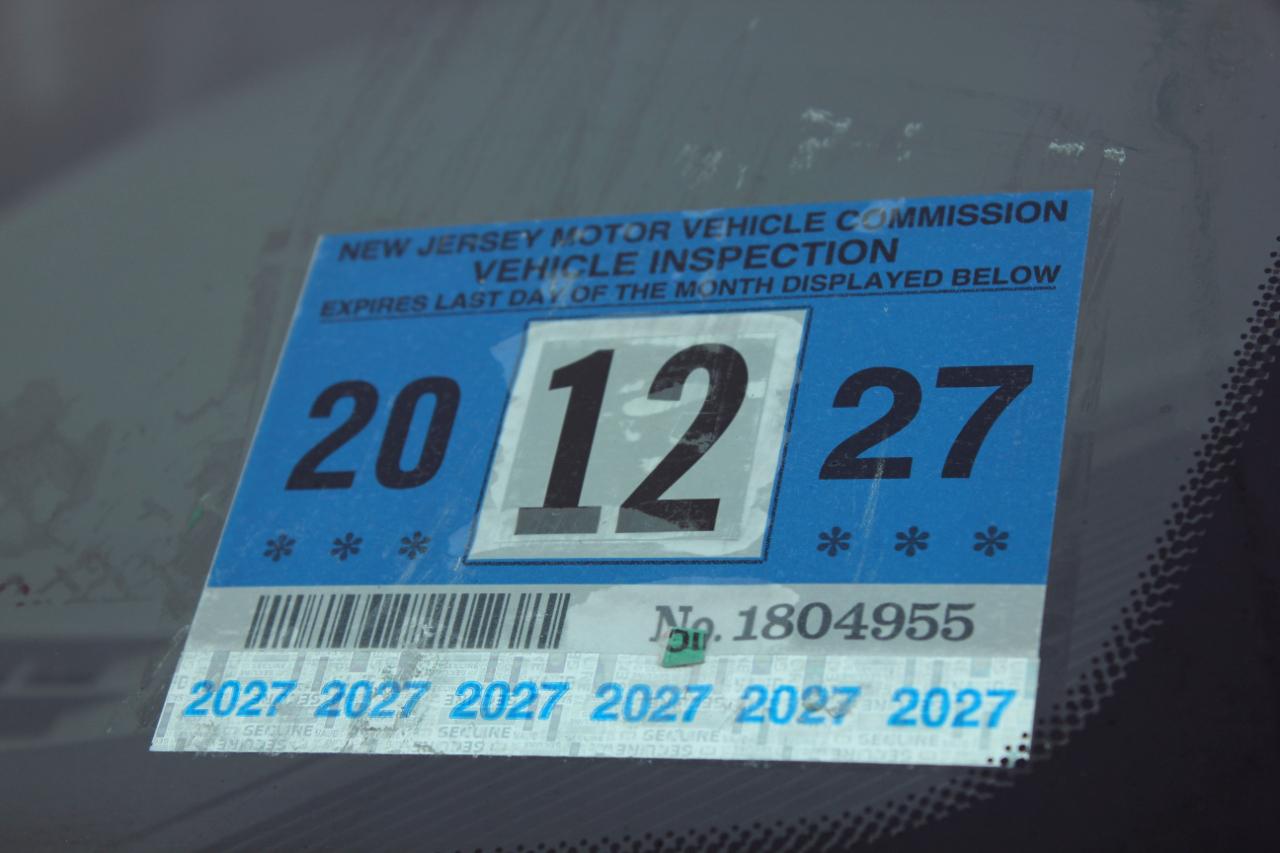 NEW JERSEY MOTOR VEHICLE COMMISSION
VEHICLE INSPECTION
EXPIRES LAST DAY OF THE MONTH DISPLAYED BELOW
20 12 27
* * * * * *
No. 1804955
2027 2027 2027 2027 2027 2027